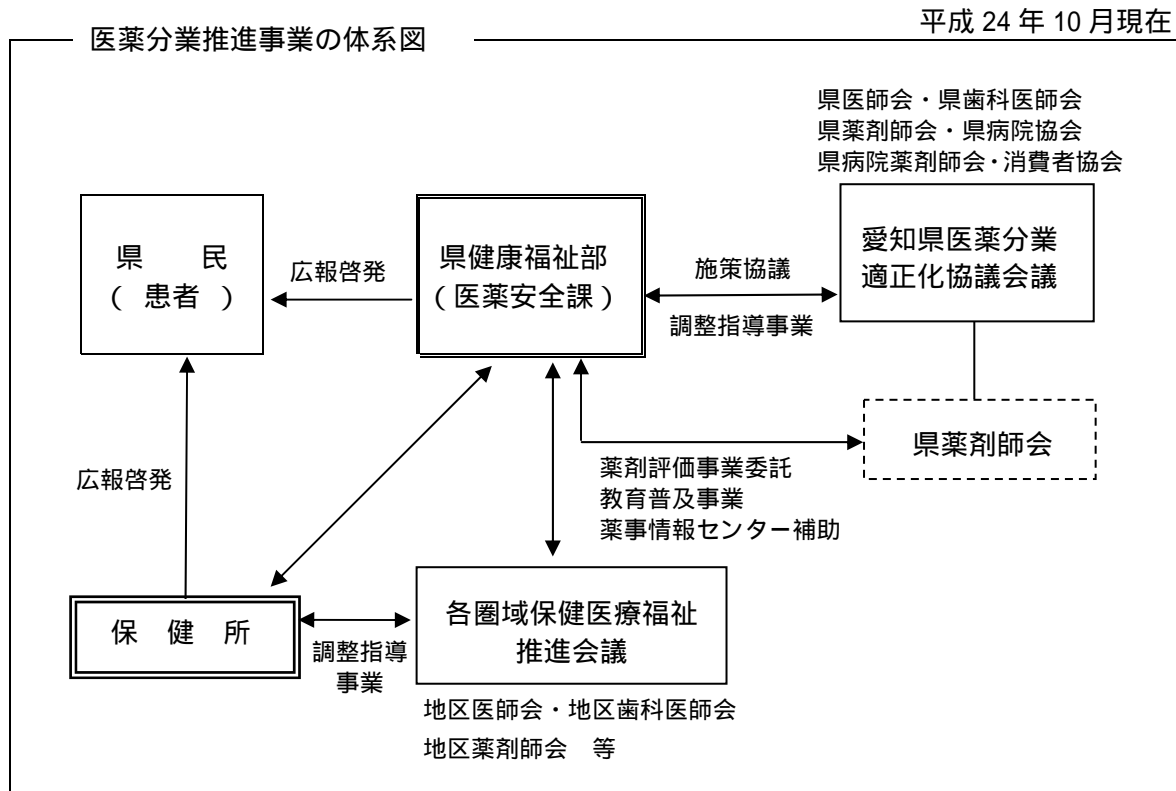 平成 24 年 10 月現在
医薬分業推進事業の体系図
県医師会・県歯科医師会
県薬剤師会・県病院協会
県病院薬剤師会・消費者協会
県　　民
（ 患者 ）
広報啓発
県健康福祉部
（医薬安全課）
施策協議
調整指導事業
愛知県医薬分業
適正化協議会議
県薬剤師会
広報啓発
薬剤評価事業委託
教育普及事業
薬事情報センター補助
保　健　所
調整指導
事業
各圏域保健医療福祉
推進会議
地区医師会・地区歯科医師会
地区薬剤師会　等